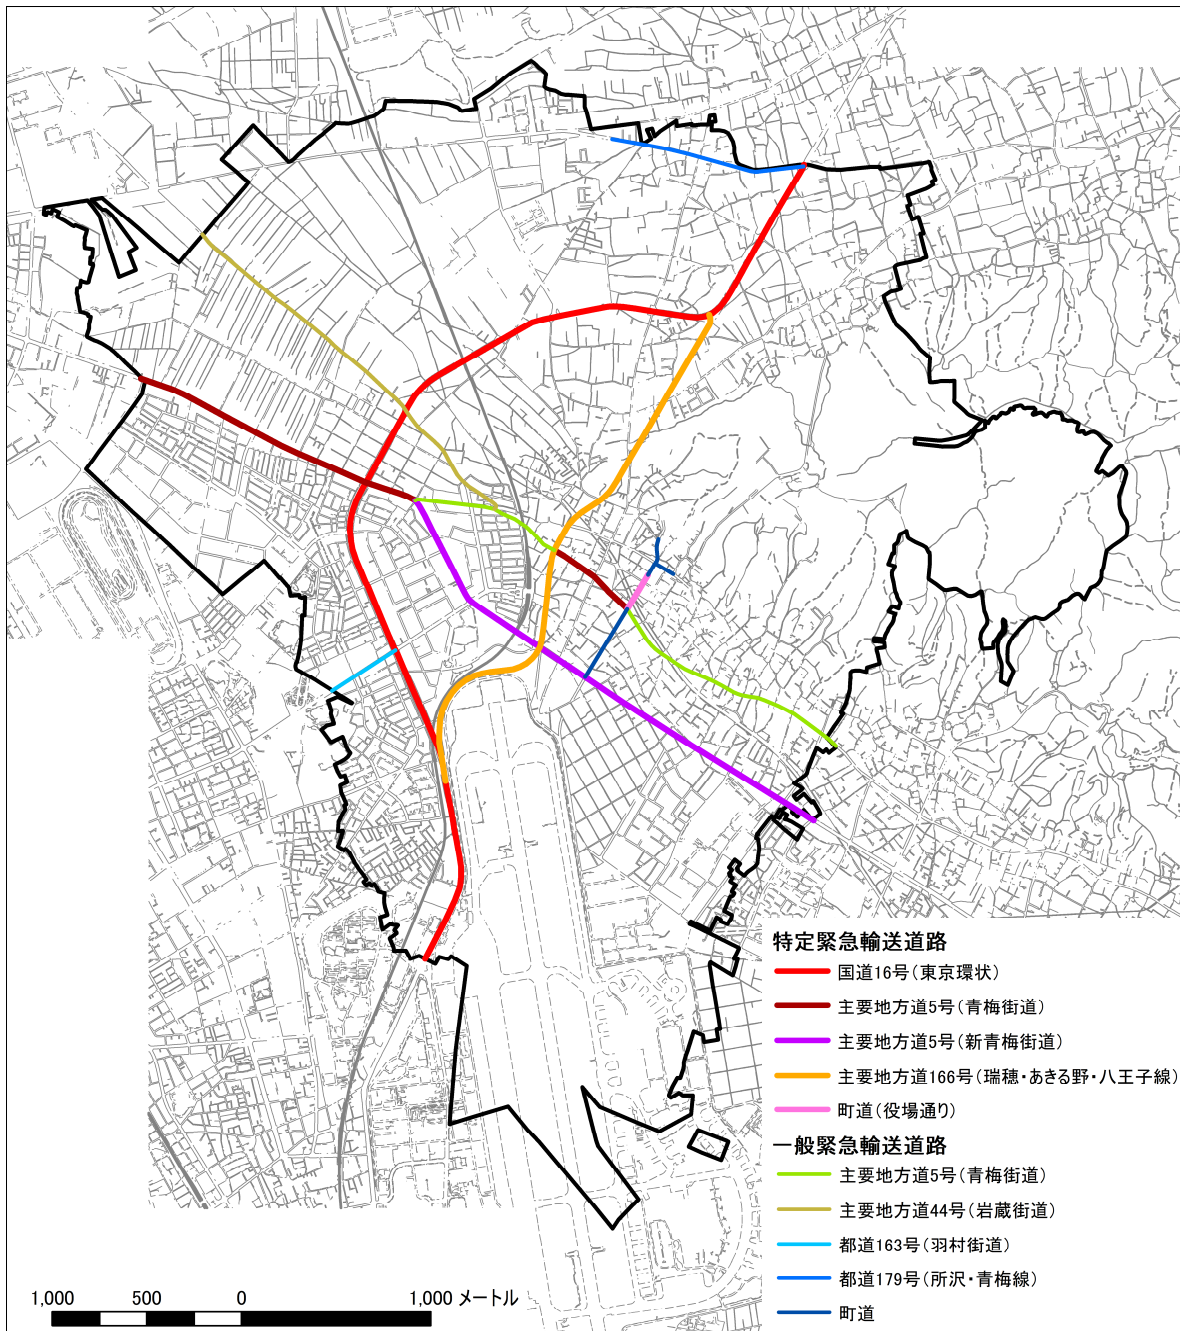 特定緊急輸送道路
国道16号(東京環状)
主要地方道5号(青梅街道)
主要地方道5号(新青梅街道)
主要地方道166号(瑞穂・あきる野・八王子線)
町道(役場通り)
一般緊急輸送道路
主要地方道5号(青梅街道)
主要地方道44号(岩蔵街道)
都道163号(羽村街道)
都道179号(所沢・青梅線)
町道
1,000 500 0 1,000 メートル